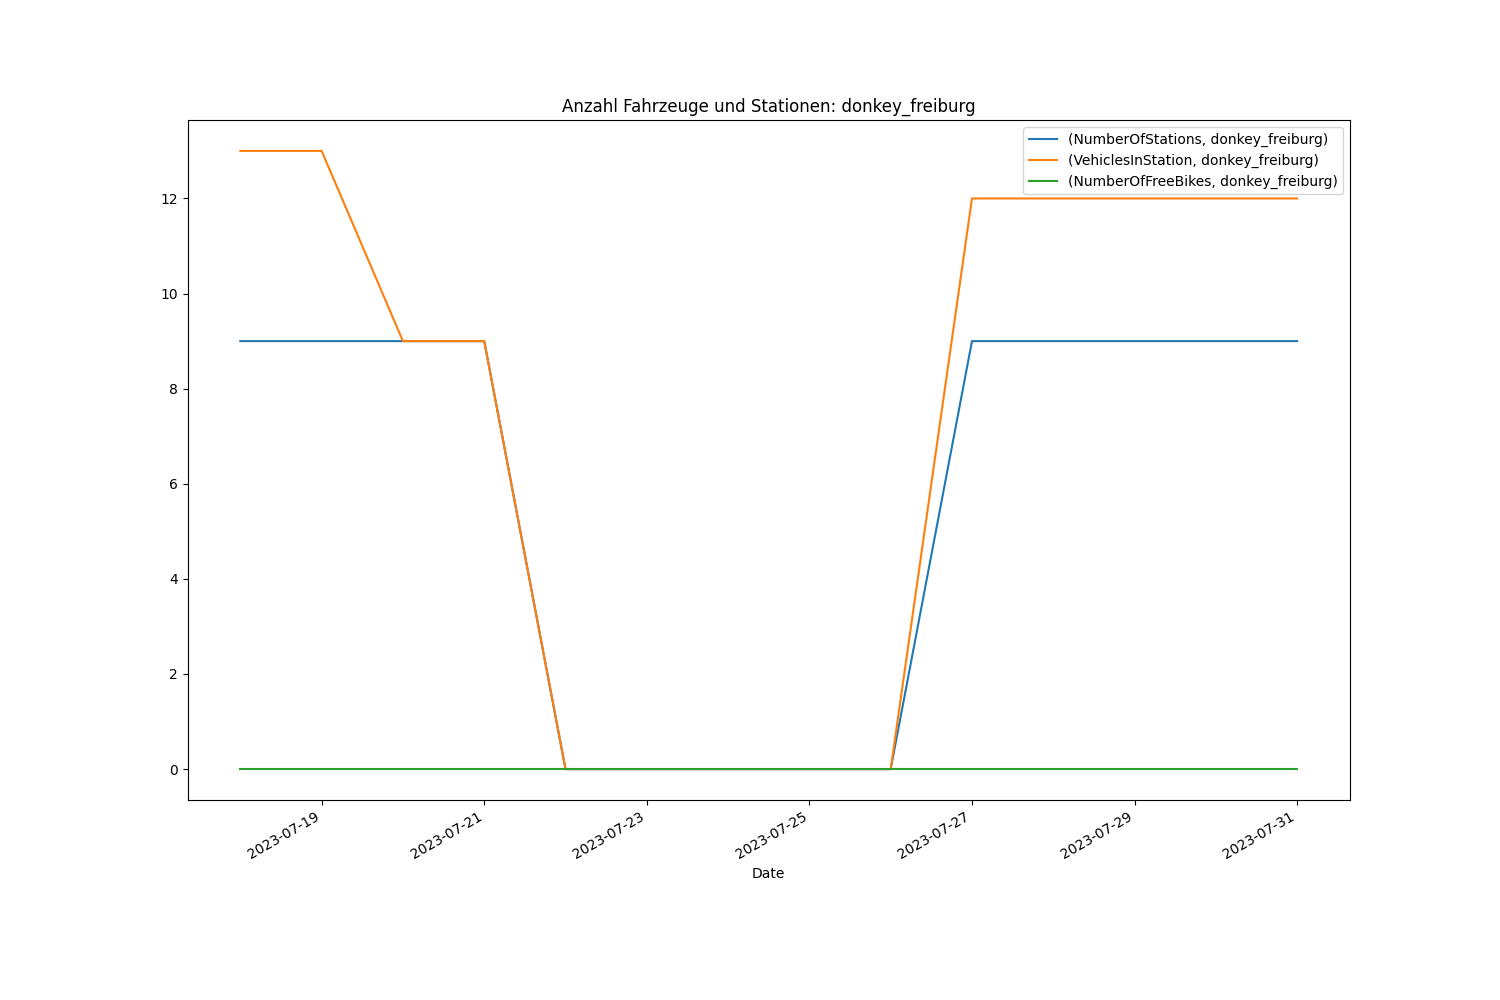 Anzahl Fahrzeuge und Stationen: donkey_freiburg
(NumberOfStations, donkey_freiburg)
(VehiclesInStation, donkey_freiburg)
(NumberOfFreeBikes, donkey_freiburg)
12
10
8
6
4
2
0
2023-07-19
2023-07-21
2023-07-23
2023-07-25
2023-07-27
2023-07-29
2023-07-31
Date